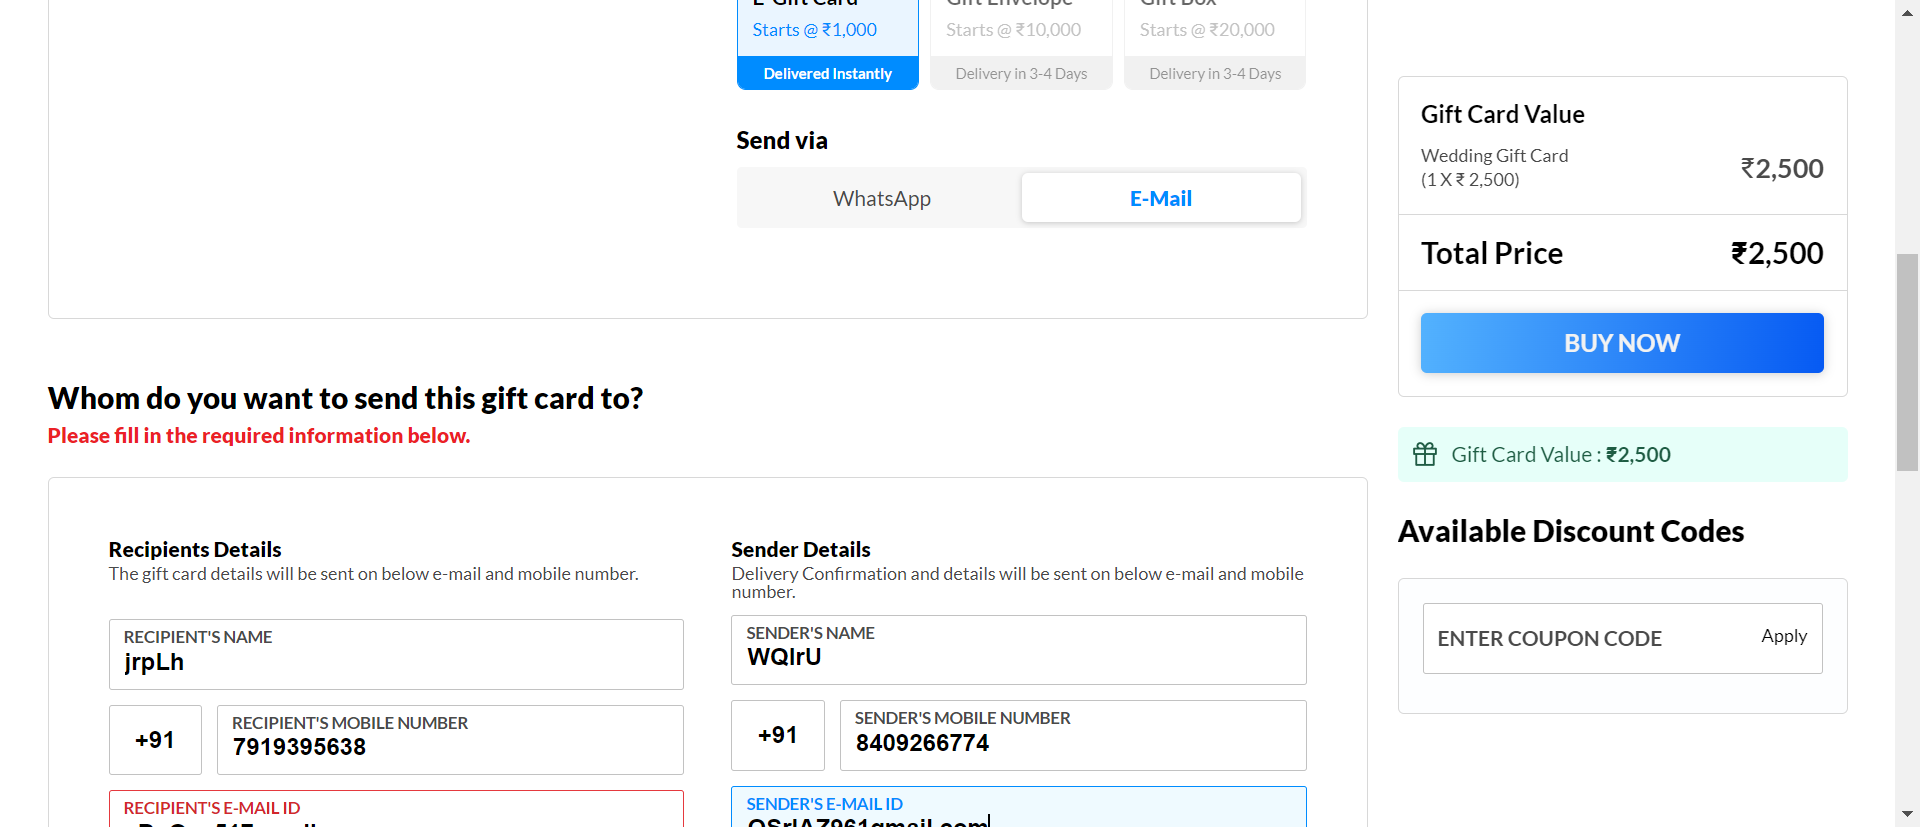 E-Gift Card
Starts @ ₹1,000
Delivered Instantly
Gift Envelope
Starts @ ₹10,000
Delivery in 3-4 Days
Gift Box
Starts @ ₹20,000
Delivery in 3-4 Days
Send via
WhatsApp
E-Mail
Whom do you want to send this gift card to?
Please fill in the required information below.
Recipients Details
The gift card details will be sent on below e-mail and mobile number.
RECIPIENT'S NAME
jrpLh
+91
RECIPIENT'S MOBILE NUMBER
7919395638
RECIPIENT'S E-MAIL ID
Sender Details
Delivery Confirmation and details will be sent on below e-mail and mobile
number.
SENDER'S NAME
WQIrU
+91
SENDER'S MOBILE NUMBER
8409266774
SENDER'S E-MAIL ID
Gift Card Value
Wedding Gift Card
(1 X ₹ 2,500)
₹2,500
Total Price
₹2,500
BUY NOW
Gift Card Value : ₹2,500
Available Discount Codes
ENTER COUPON CODE
Apply